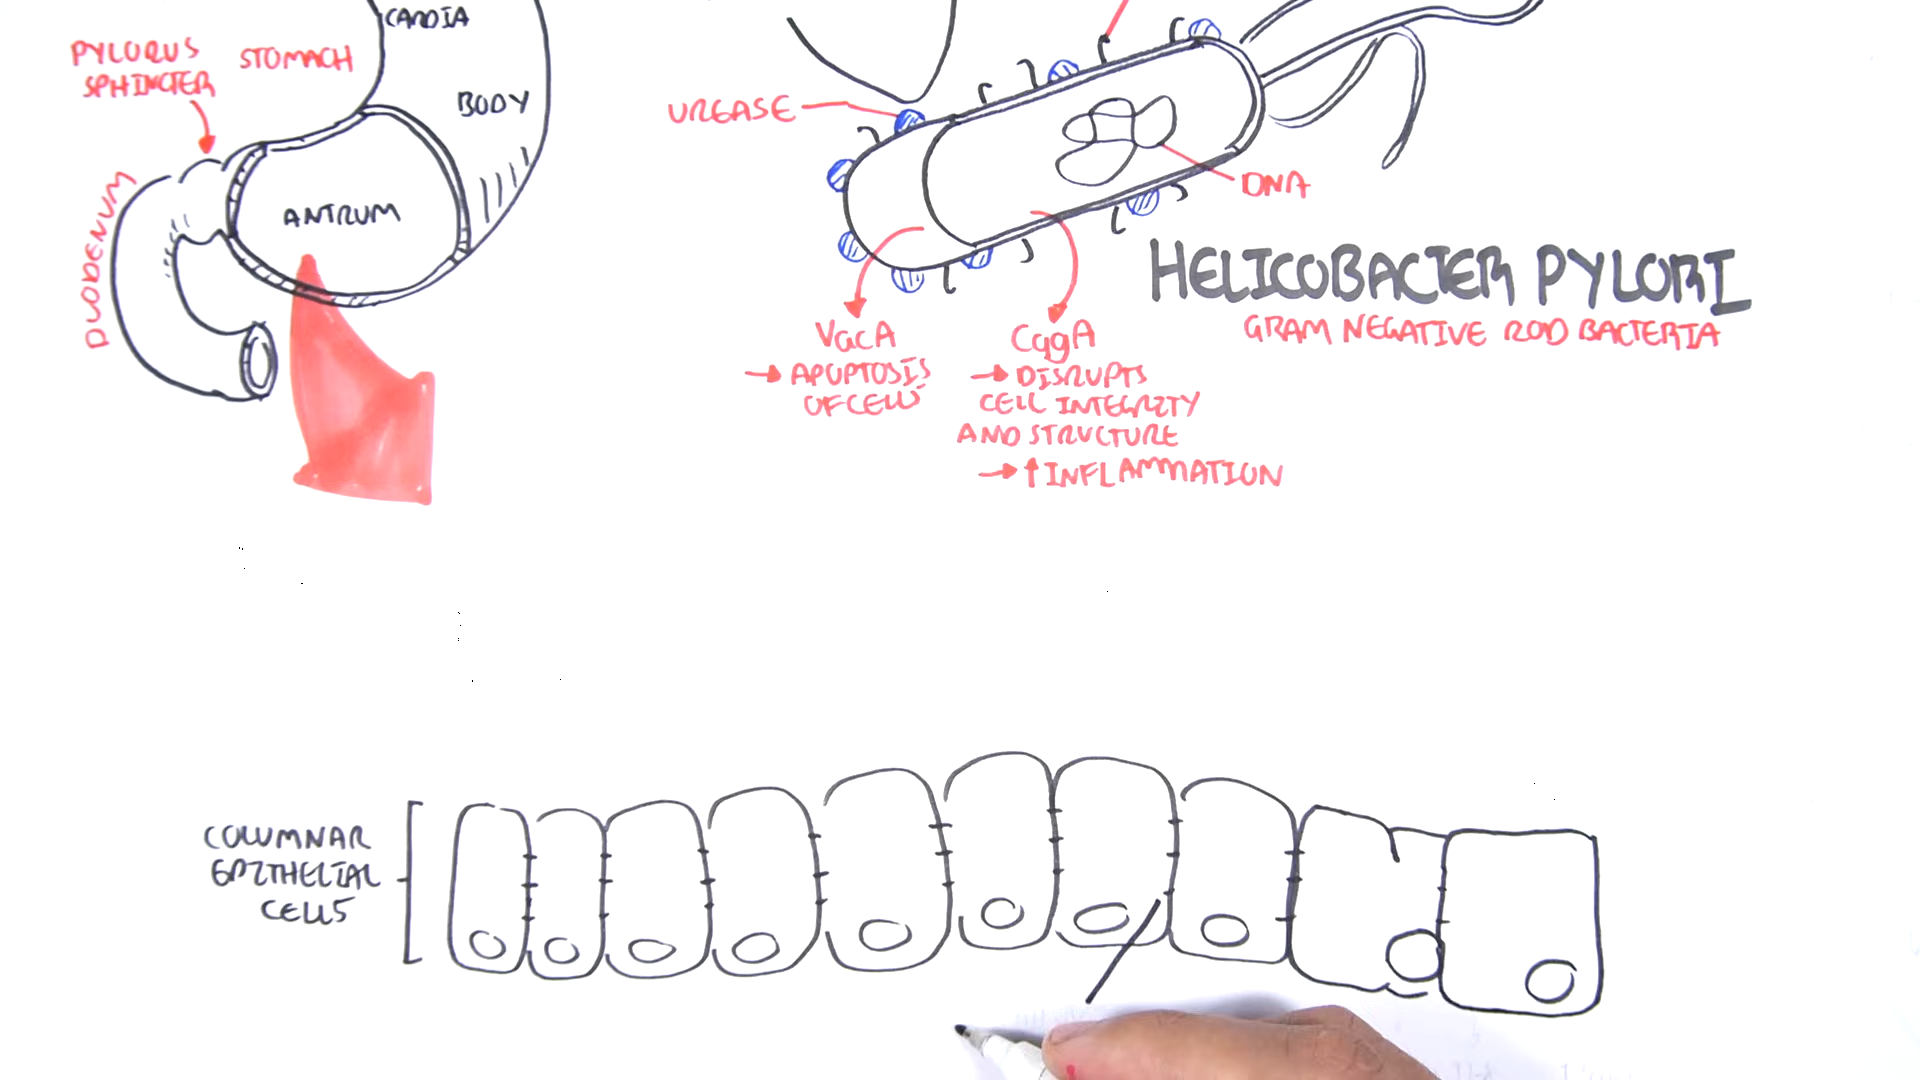 CARDIA
PYLORUS
SPHINCTER
STOMACH
BODY
ANTRUM
DUODENUM
UREASE
DNA
HELICOBACTER PYLORI
GRAM NEGATIVE ROD BACTERIA
VacA
→ APOPTOSIS
OF CELLS
CagA
→ DISRUPTS
CELL INTEGRITY
AND STRUCTURE
→ ↑ INFLAMMATION
COLUMNAR
EPITHELIAL
CELLS